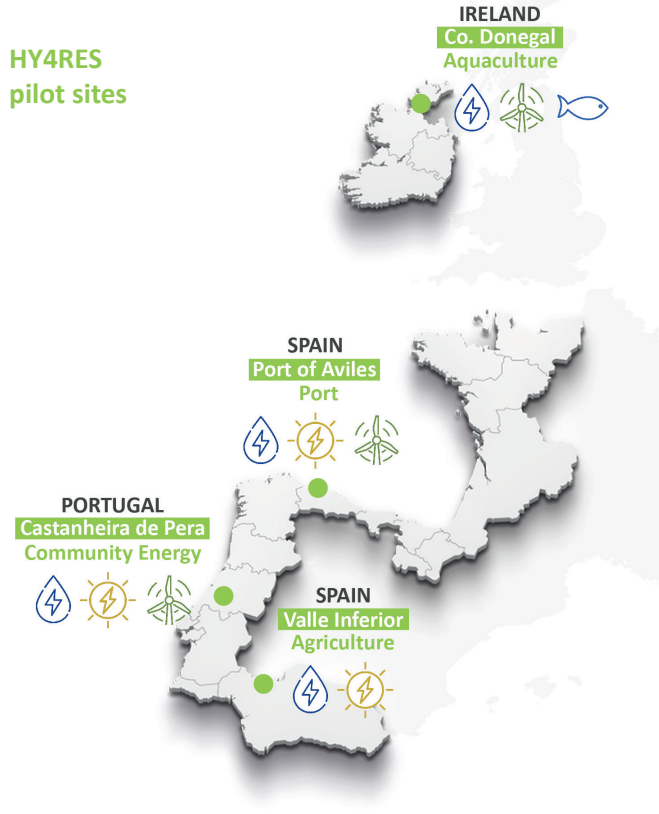 HY4RES
pilot sites
IRELAND
Co. Donegal
Aquaculture
SPAIN
Port of Aviles
Port
PORTUGAL
Castanheira de Pera
Community Energy
SPAIN
Valle Inferior
Agriculture